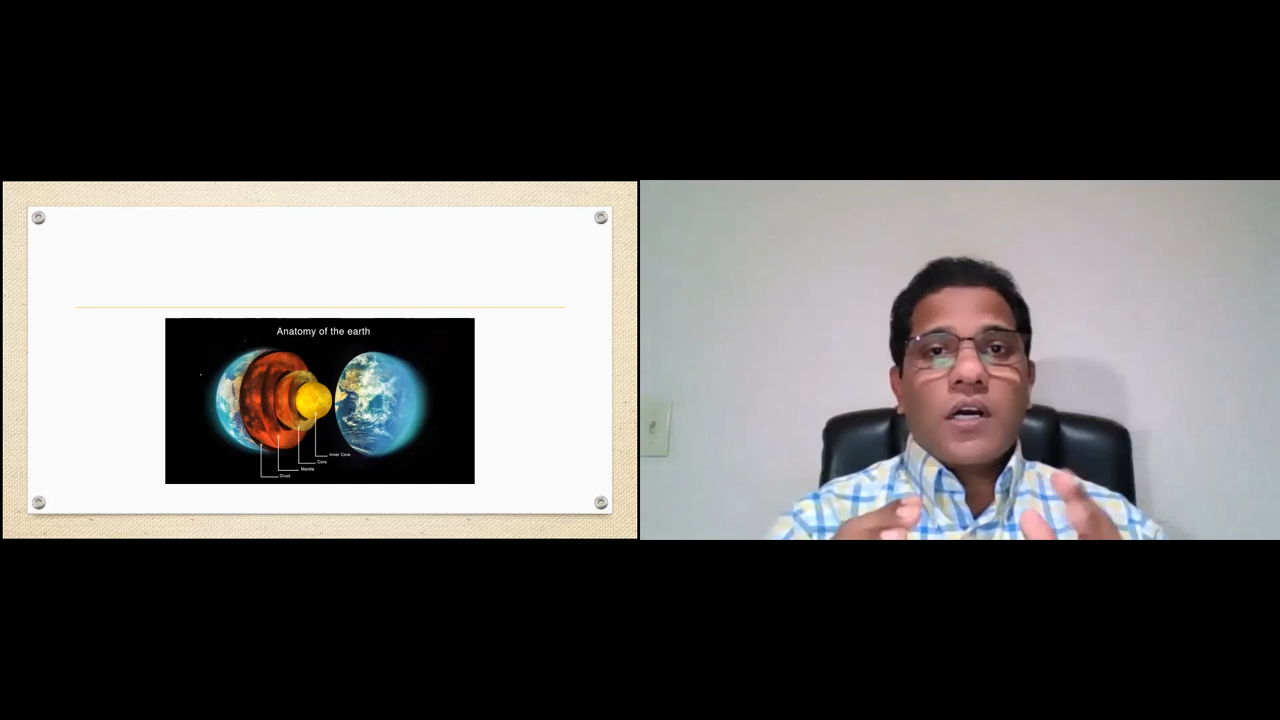 Anatomy of the earth
Inner Core
Core
Mantle
Crust